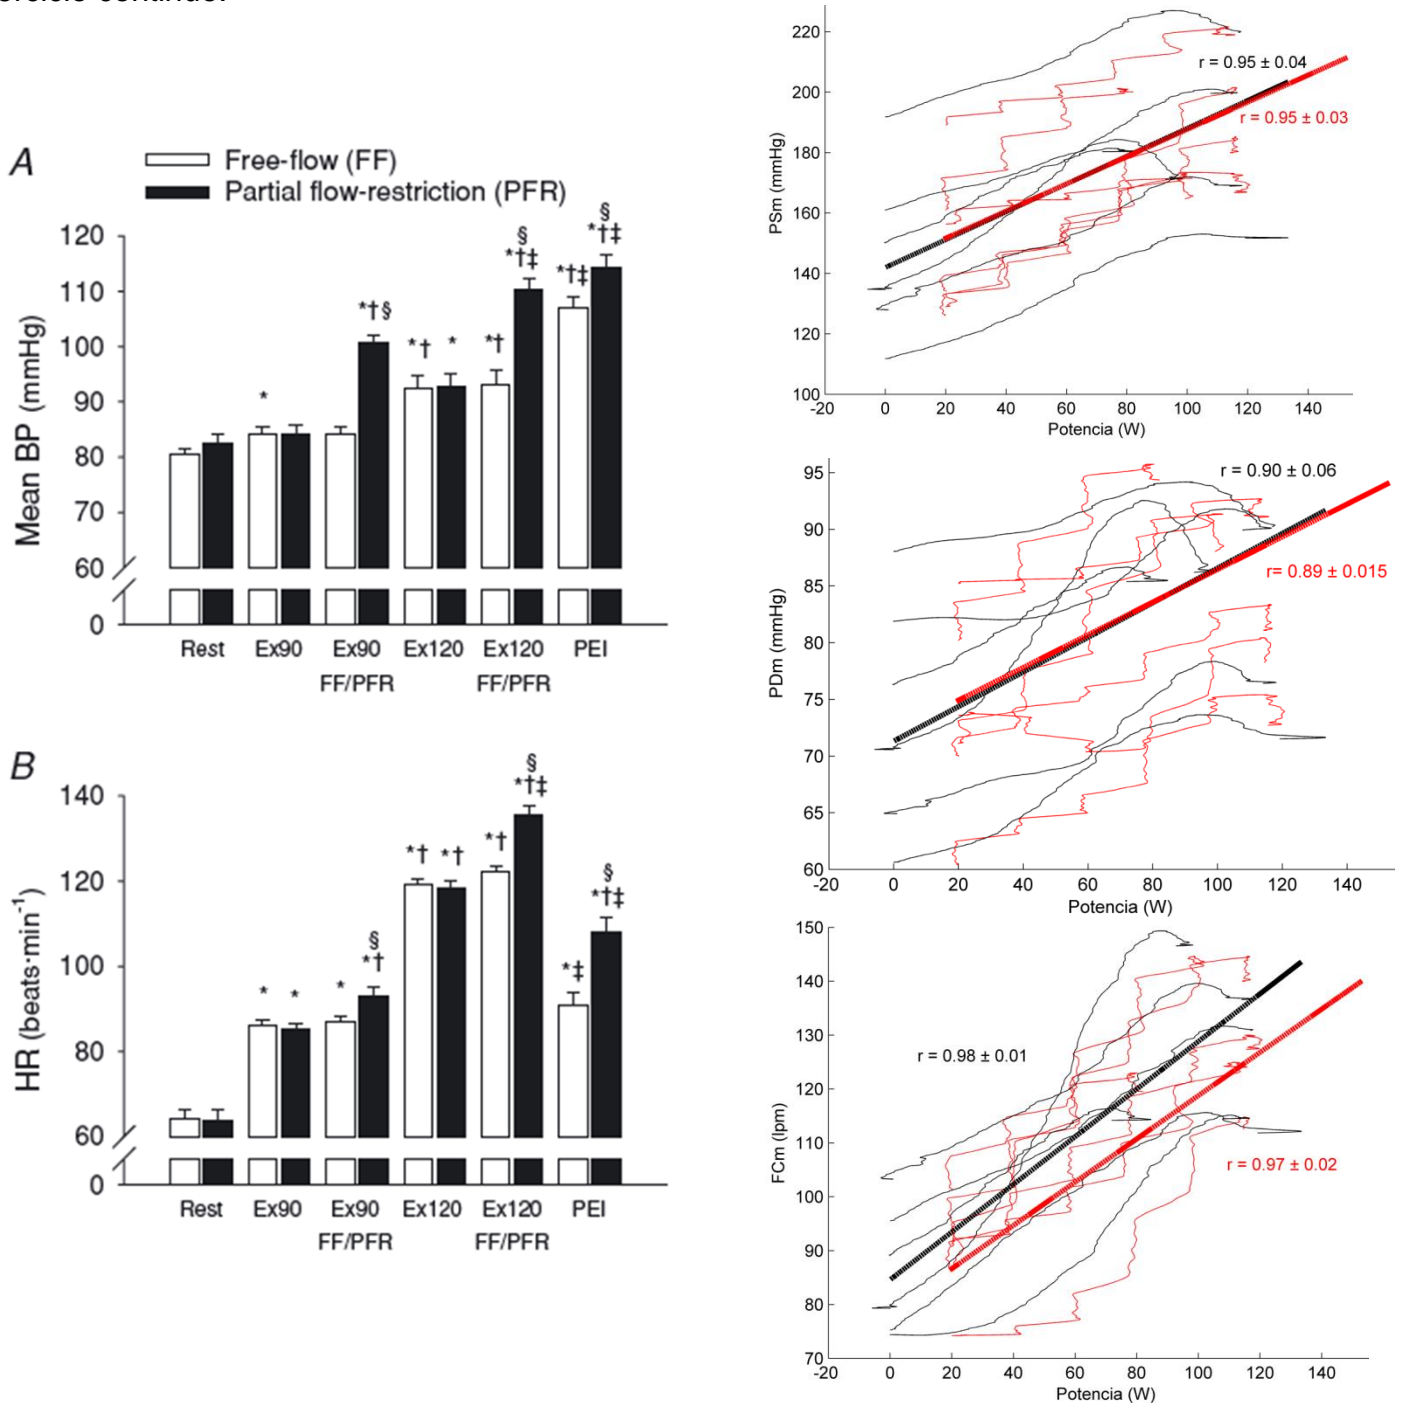 A
Free-flow (FF)
Partial flow-restriction (PFR)
Mean BP (mmHg)
120
110
100
90
80
70
60
0
*
*†§
*†
*
*†
§
*†‡
*†‡
§
*†‡
Rest Ex90 Ex90 Ex120 Ex120 PEI
FF/PFR FF/PFR
B
HR (beats·min⁻¹)
140
120
100
80
60
0
*
*
*
§
*†
*†
*†
*†
§
*†‡
*‡
§
*†‡
Rest Ex90 Ex90 Ex120 Ex120 PEI
FF/PFR FF/PFR
PSm (mmHg)
220
200
180
160
140
120
100
r = 0.95 ± 0.04
r = 0.95 ± 0.03
-20 0 20 40 60 80 100 120 140
Potencia (W)
PDm (mmHg)
95
90
85
80
75
70
65
60
r = 0.90 ± 0.06
r= 0.89 ± 0.015
-20 0 20 40 60 80 100 120 140
Potencia (W)
FCm (lpm)
150
140
130
120
110
100
90
80
70
r = 0.98 ± 0.01
r = 0.97 ± 0.02
-20 0 20 40 60 80 100 120 140
Potencia (W)